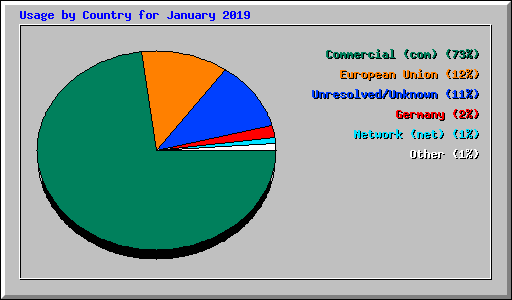 Usage by Country for January 2019
Commercial (com) (73%)
European Union (12%)
Unresolved/Unknown (11%)
Germany (2%)
Network (net) (1%)
Other (1%)